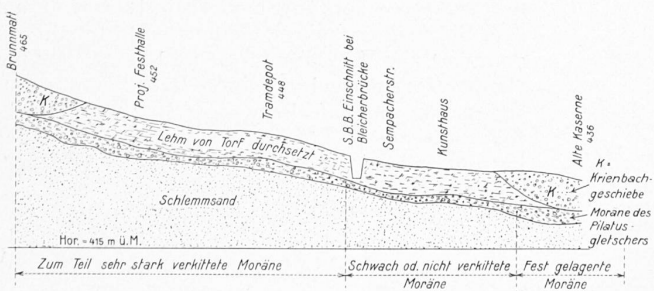 Brunnmatt
465
Proj. Festhalle
452
Tramdepot
448
S.B.B. Einschnitt bei
Bleicherbrücke
Sempacherstr.
Kunsthaus
Alte Kaserne
436
K
Lehm von Torf durchsetzt
K
K =
Krienbach-
geschiebe
Schlemmsand
Moräne des
Pilatus-
gletschers
Hor. = 415 m ü. M.
Zum Teil sehr stark verkittete Moräne
Schwach od. nicht verkittete
Moräne
Fest gelagerte
Moräne